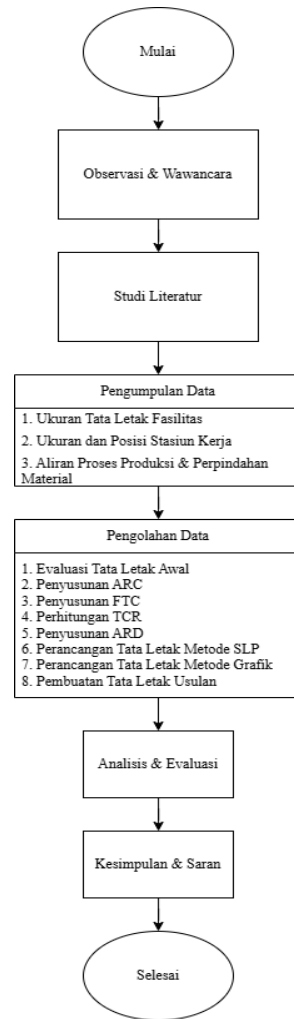 Mulai
Observasi & Wawancara
Studi Literatur
Pengumpulan Data
1. Ukuran Tata Letak Fasilitas
2. Ukuran dan Posisi Stasiun Kerja
3. Aliran Proses Produksi & Perpindahan
Material
Pengolahan Data
1. Evaluasi Tata Letak Awal
2. Penyusunan ARC
3. Penyusunan FTC
4. Perhitungan TCR
5. Penyusunan ARD
6. Perancangan Tata Letak Metode SLP
7. Perancangan Tata Letak Metode Grafik
8. Pembuatan Tata Letak Usulan
Analisis & Evaluasi
Kesimpulan & Saran
Selesai